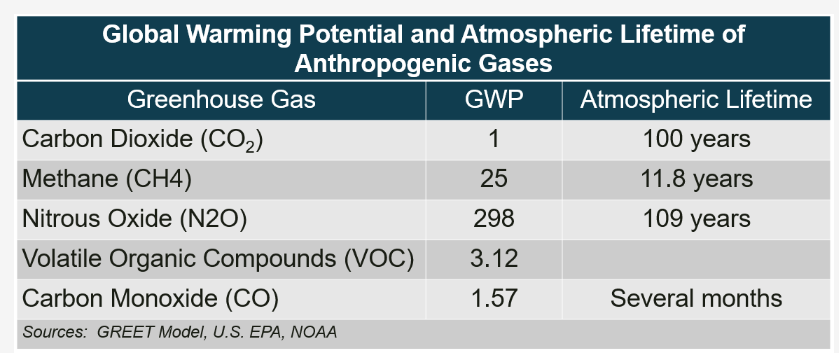 Global Warming Potential and Atmospheric Lifetime of
Anthropogenic Gases
Greenhouse Gas GWP Atmospheric Lifetime
Carbon Dioxide (CO₂) 1 100 years
Methane (CH4) 25 11.8 years
Nitrous Oxide (N2O) 298 109 years
Volatile Organic Compounds (VOC) 3.12
Carbon Monoxide (CO) 1.57 Several months
Sources: GREET Model, U.S. EPA, NOAA